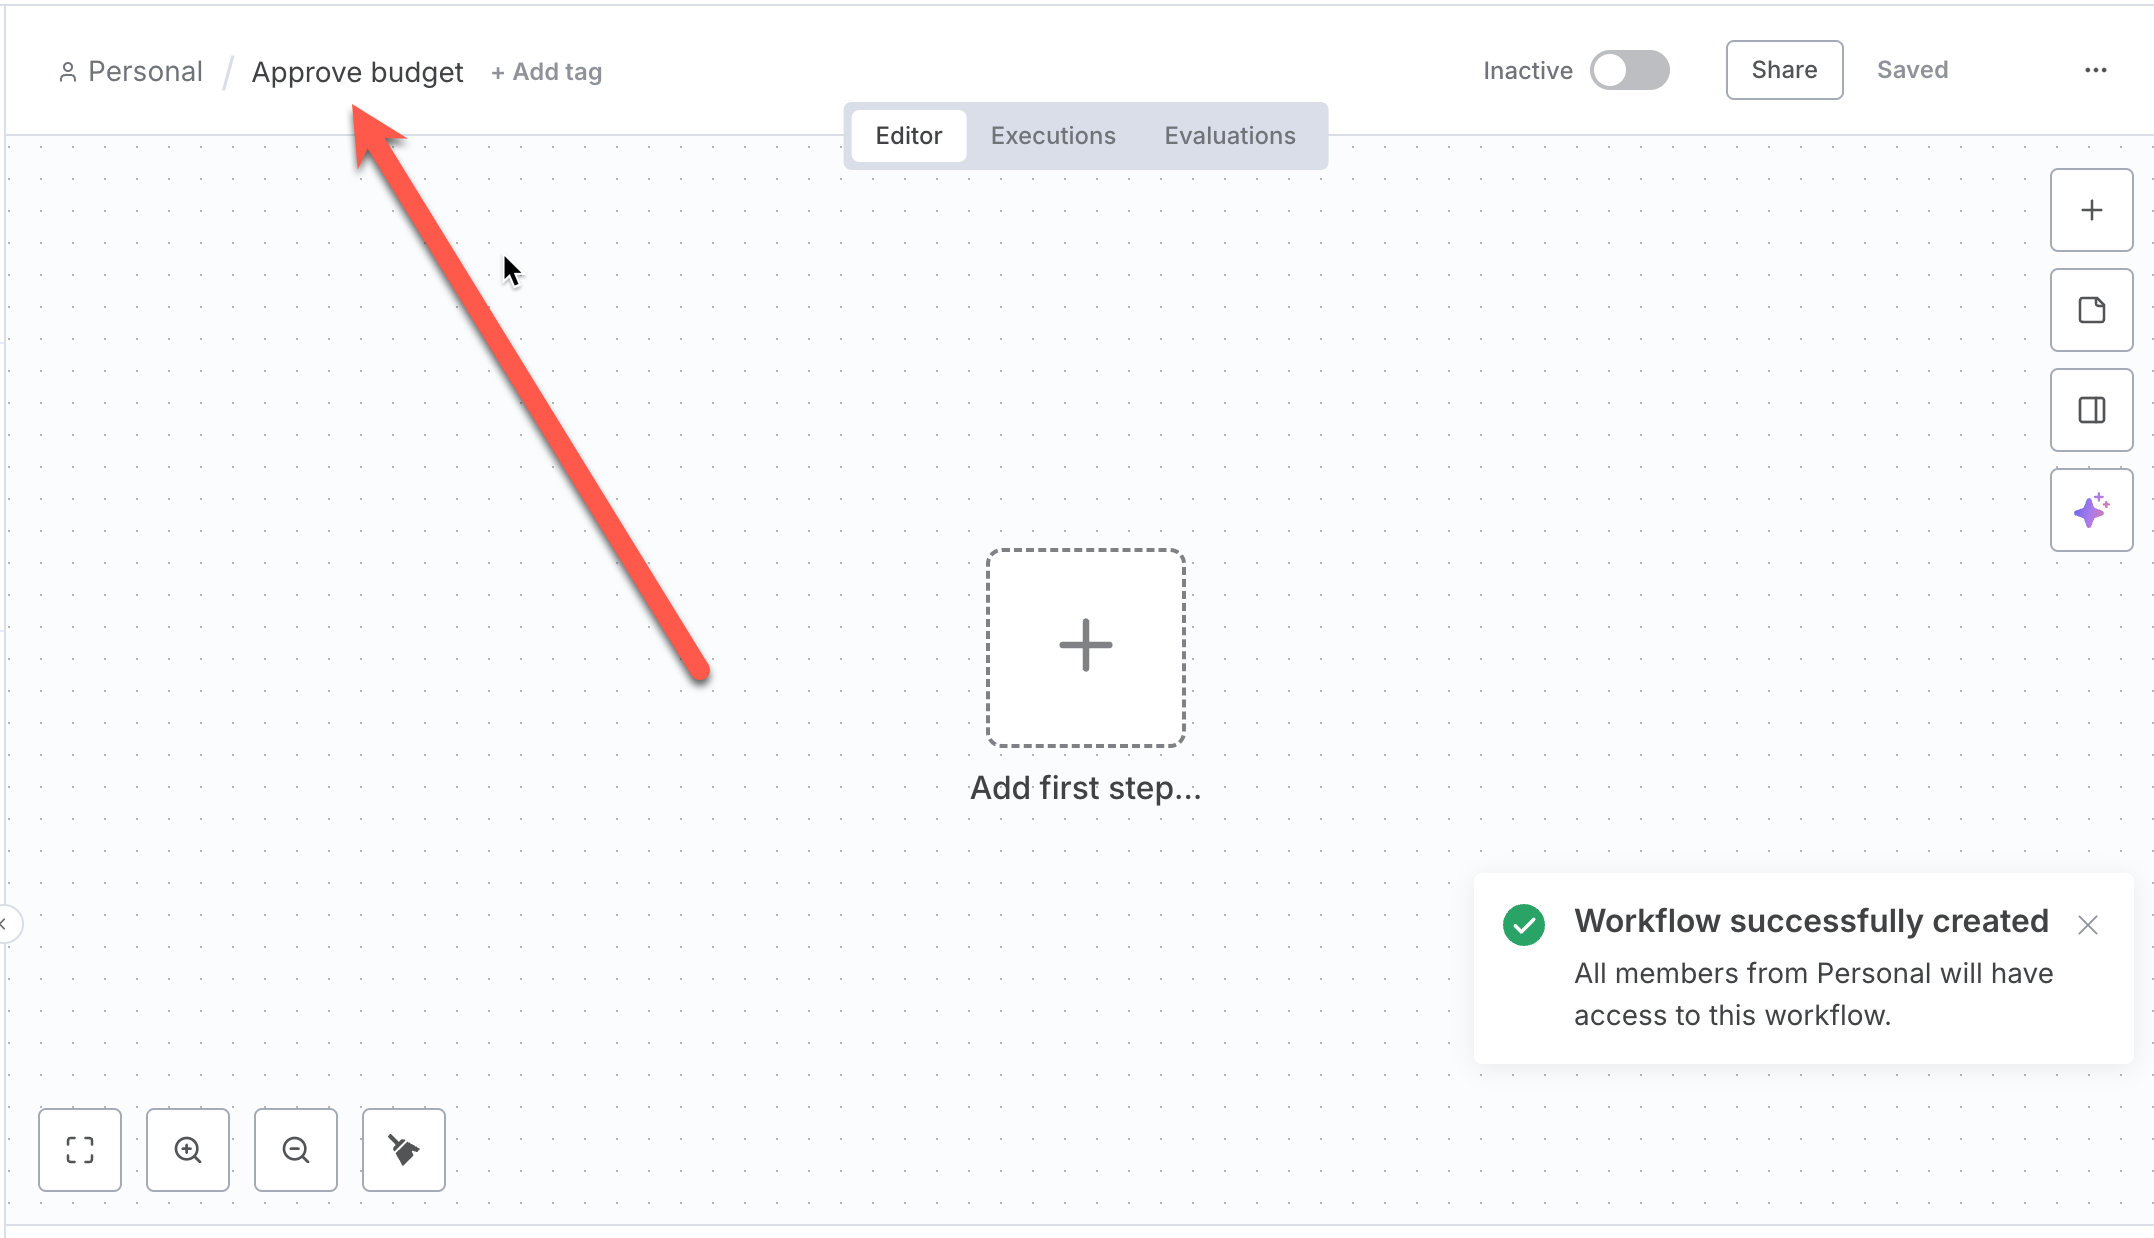 Personal / Approve budget + Add tag
Inactive Share Saved ...
Editor Executions Evaluations
Add first step...
Workflow successfully created
All members from Personal will have
access to this workflow.